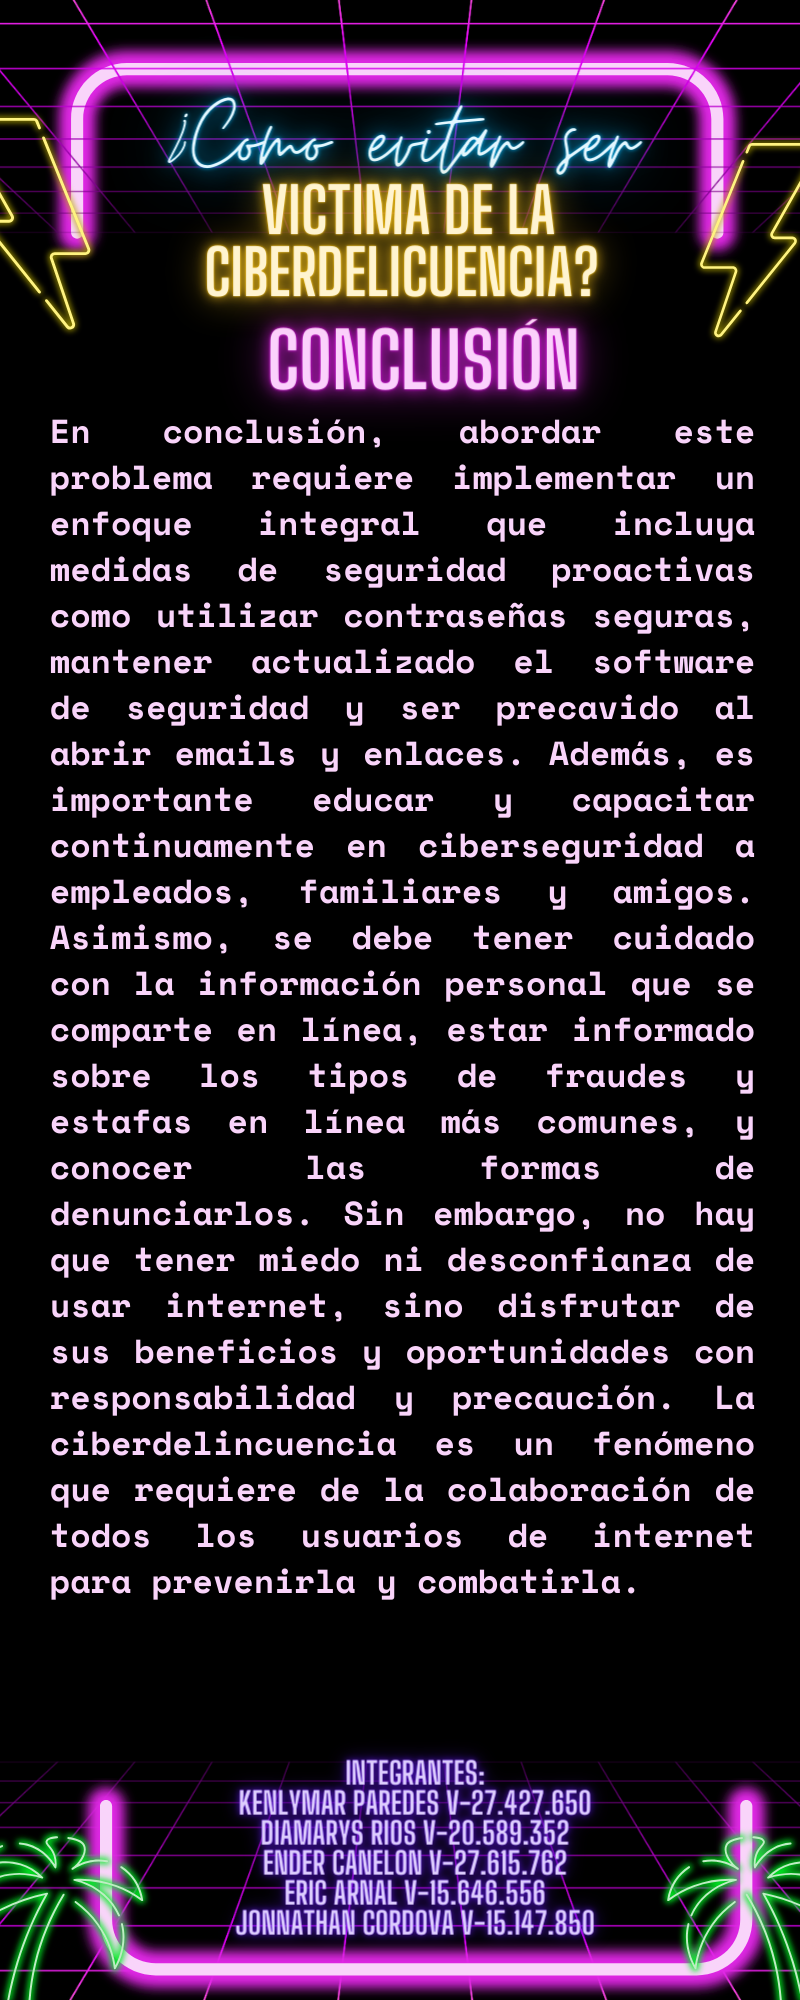 ¿Como evitar ser
VICTIMA DE LA
CIBERDELICUENCIA?
CONCLUSIÓN
En conclusión, abordar este
problema requiere implementar un
enfoque integral que incluya
medidas de seguridad proactivas
como utilizar contraseñas seguras,
mantener actualizado el software
de seguridad y ser precavido al
abrir emails y enlaces. Además, es
importante educar y capacitar
continuamente en ciberseguridad a
empleados, familiares y amigos.
Asimismo, se debe tener cuidado
con la información personal que se
comparte en línea, estar informado
sobre los tipos de fraudes y
estafas en línea más comunes, y
conocer las formas de
denunciarlos. Sin embargo, no hay
que tener miedo ni desconfianza de
usar internet, sino disfrutar de
sus beneficios y oportunidades con
responsabilidad y precaución. La
ciberdelincuencia es un fenómeno
que requiere de la colaboración de
todos los usuarios de internet
para prevenirla y combatirla.
INTEGRANTES:
KENLYMAR PAREDES V-27.427.650
DIAMARYS RIOS V-20.589.352
ENDER CANELON V-27.615.762
ERIC ARNAL V-15.646.556
JONNATHAN CORDOVA V-15.147.850